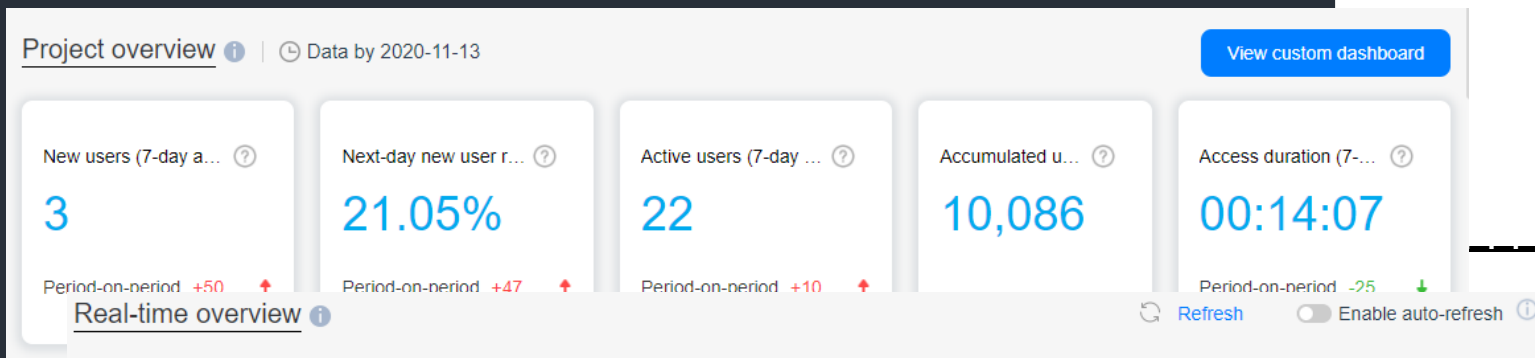 Project overview
Data by 2020-11-13
View custom dashboard
New users (7-day a...
Next-day new user r...
Active users (7-day ...
Accumulated u...
Access duration (7-...
3
21.05%
22
10,086
00:14:07
Period-on-period +50
Period-on-period +47
Period-on-period +10
Period-on-period -25
Real-time overview
Refresh
Enable auto-refresh